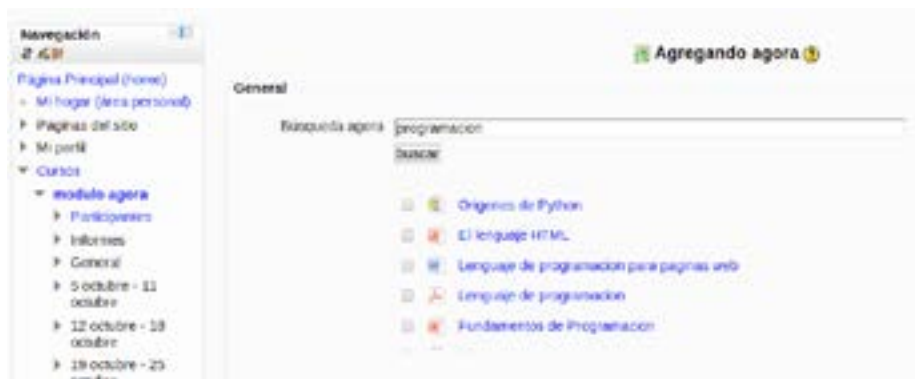 Navegación
Página Principal (home)
Mi hogar (área personal)
Páginas del sitio
Mi perfil
Cursos
modulo agora
Participantes
Informes
General
5 octubre - 11
octubre
12 octubre - 18
octubre
19 octubre - 25
Agregando agora
General
Búsqueda agora
programacion
buscar
Origenes de Python
El lenguaje HTML
Lenguaje de programacion para paginas web
Lenguaje de programacion
Fundamentos de Programacion